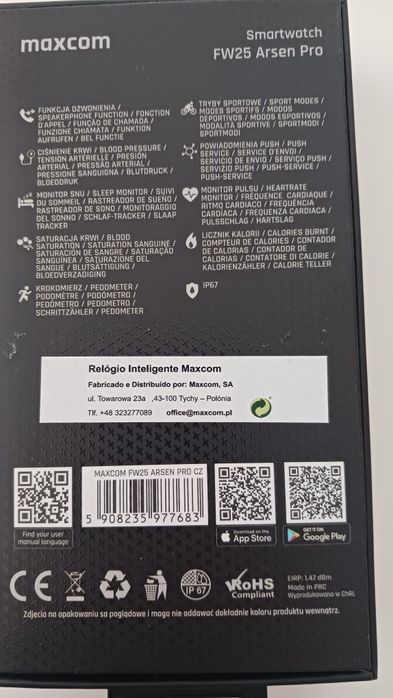 maxcom
Smartwatch
FW25 Arsen Pro
FUNKCJA DZWONIENIA /
SPEAKERPHONE FUNCTION / FONCTION
D'APPEL / FUNÇÃO DE CHAMADA /
FUNZIONE CHIAMATA / FUNKTION
AUFRUFEN / BEL FUNCTIE
CIŚNIENIE KRWI / BLOOD PRESSURE /
TENSION ARTÉRIELLE / PRESIÓN
ARTERIAL / PRESSÃO ARTERIAL /
PRESSIONE SANGUIGNA / BLUTDRUCK /
BLOEDDRUK
MONITOR SNU / SLEEP MONITOR / SUIVI
DU SOMMEIL / RASTREADOR DE SUEÑO /
RASTREADOR DE SONO / MONITORAGGIO
DEL SONNO / SCHLAF-TRACKER / SLAAP
TRACKER
SATURACJA KRWI / BLOOD
SATURATION / SATURATION SANGUINE /
SATURACIÓN DE SANGRE / SATURAÇÃO
SANGUÍNEA / SATURAZIONE DEL
SANGUE / BLUTSÄTTIGUNG /
BLOEDVERZADIGING
KROKOMIERZ / PEDOMETER /
PODOMÈTRE / PODÓMETRO /
PEDÔMETRO / PEDOMETRO /
SCHRITTZÄHLER / PEDOMETER
TRYBY SPORTOWE / SPORT MODES /
MODES SPORTIFS / MODOS
DEPORTIVOS / MODOS ESPORTIVOS /
MODALITÀ SPORTIVE / SPORTMODI /
SPORTMODI
POWIADOMIENIA PUSH / PUSH
SERVICE / SERVICE D'ENVOI /
SERVICIO DE ENVIO / SERVIÇO PUSH /
SERVIZIO PUSH / PUSH-SERVICE /
PUSH-SERVICE
MONITOR PULSU / HEARTRATE
MONITOR / FRÉQUENCE CARDIAQUE /
RITMO CARDIACO / FREQUÊNCIA
CARDÍACA / FREQUENZA CARDIACA /
PULSSCHLAG / HARTSLAG
LICZNIK KALORII / CALORIES BURNT /
COMPTEUR DE CALORIES / CONTADOR
DE CALORÍAS / CONTADOR DE
CALORIAS / CONTATORE DI CALORIE /
KALORIENZÄHLER / CALORIE TELLER
IP67
Relógio Inteligente Maxcom
Fabricado e Distribuído por: Maxcom, SA
ul. Towarowa 23a ,43-100 Tychy – Polónia
Tlf. +48 323277089 office@maxcom.pl
MAXCOM FW25 ARSEN PRO CZ
5 908235 977683
Find your user
manual language
Download on the
App Store
GET IT ON
Google Play
CE
IP 67
RoHS
Compliant
EIRP: 1,47 dBm
Made in PRC
Wyprodukowano w ChRL
Zdjęcia na opakowaniu są poglądowe i mogą nie oddawać dokładnie koloru produktu wewnątrz.